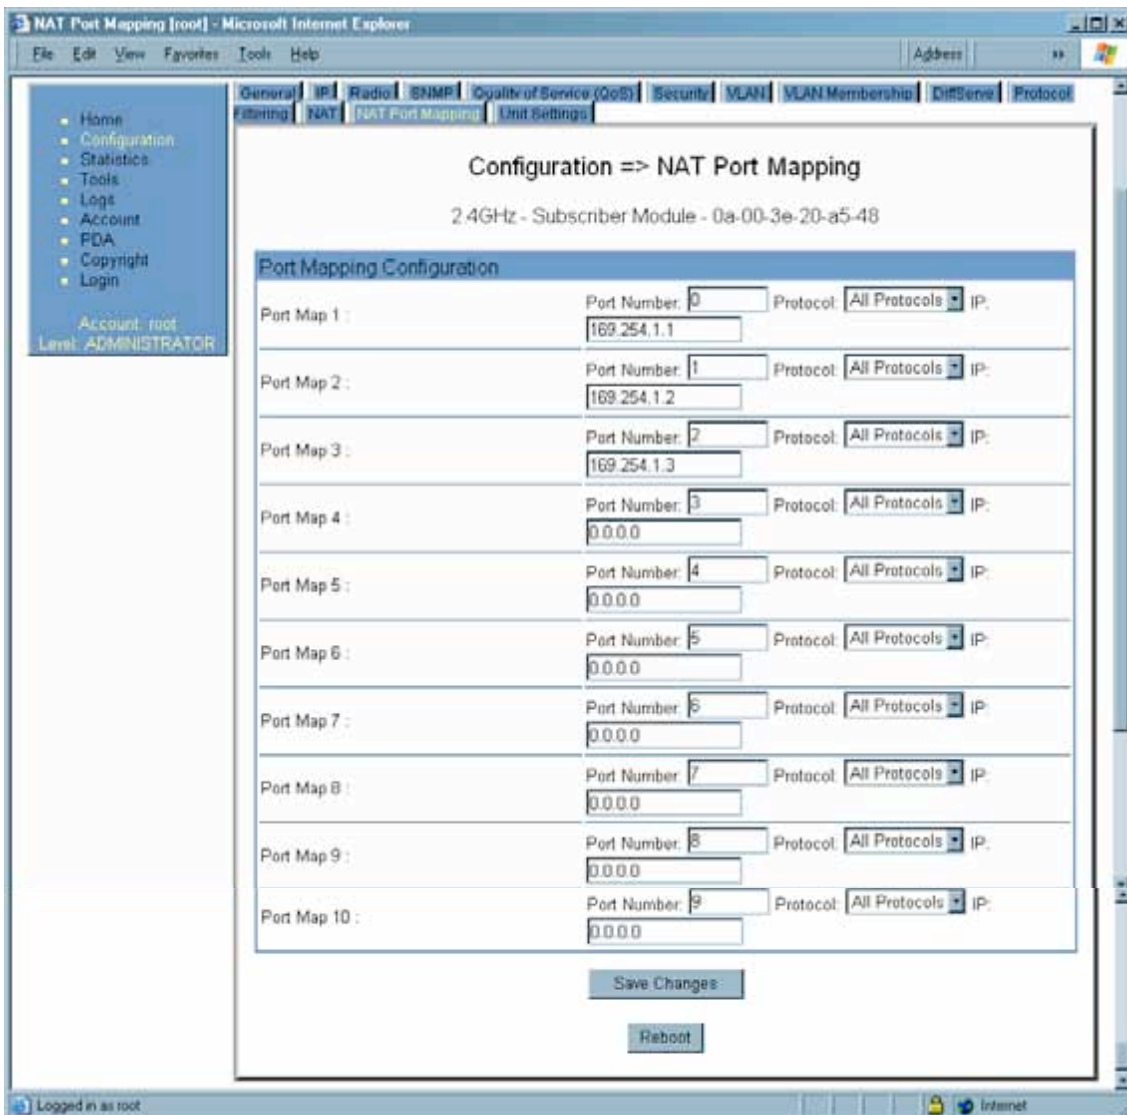 NAT Port Mapping [root] - Microsoft Internet Explorer
File Edit View Favorites Tools Help Address
General IP Radio SNMP Quality of Service (QoS) Security VLAN VLAN Membership DiffServe Protocol
Filtering NAT NAT Port Mapping Unit Settings
Home
Configuration
Statistics
Tools
Logs
Account
PDA
Copyright
Login
Account: root
Level: ADMINISTRATOR
Configuration => NAT Port Mapping
2.4GHz - Subscriber Module - 0a-00-3e-20-a5-48
Port Mapping Configuration
Port Map 1 : Port Number: 0 Protocol: All Protocols IP:
169.254.1.1
Port Map 2 : Port Number: 1 Protocol: All Protocols IP:
169.254.1.2
Port Map 3 : Port Number: 2 Protocol: All Protocols IP:
169.254.1.3
Port Map 4 : Port Number: 3 Protocol: All Protocols IP:
0.0.0.0
Port Map 5 : Port Number: 4 Protocol: All Protocols IP:
0.0.0.0
Port Map 6 : Port Number: 5 Protocol: All Protocols IP:
0.0.0.0
Port Map 7 : Port Number: 6 Protocol: All Protocols IP:
0.0.0.0
Port Map 8 : Port Number: 7 Protocol: All Protocols IP:
0.0.0.0
Port Map 9 : Port Number: 8 Protocol: All Protocols IP:
0.0.0.0
Port Map 10 : Port Number: 9 Protocol: All Protocols IP:
0.0.0.0
Save Changes
Reboot
Logged in as root Internet